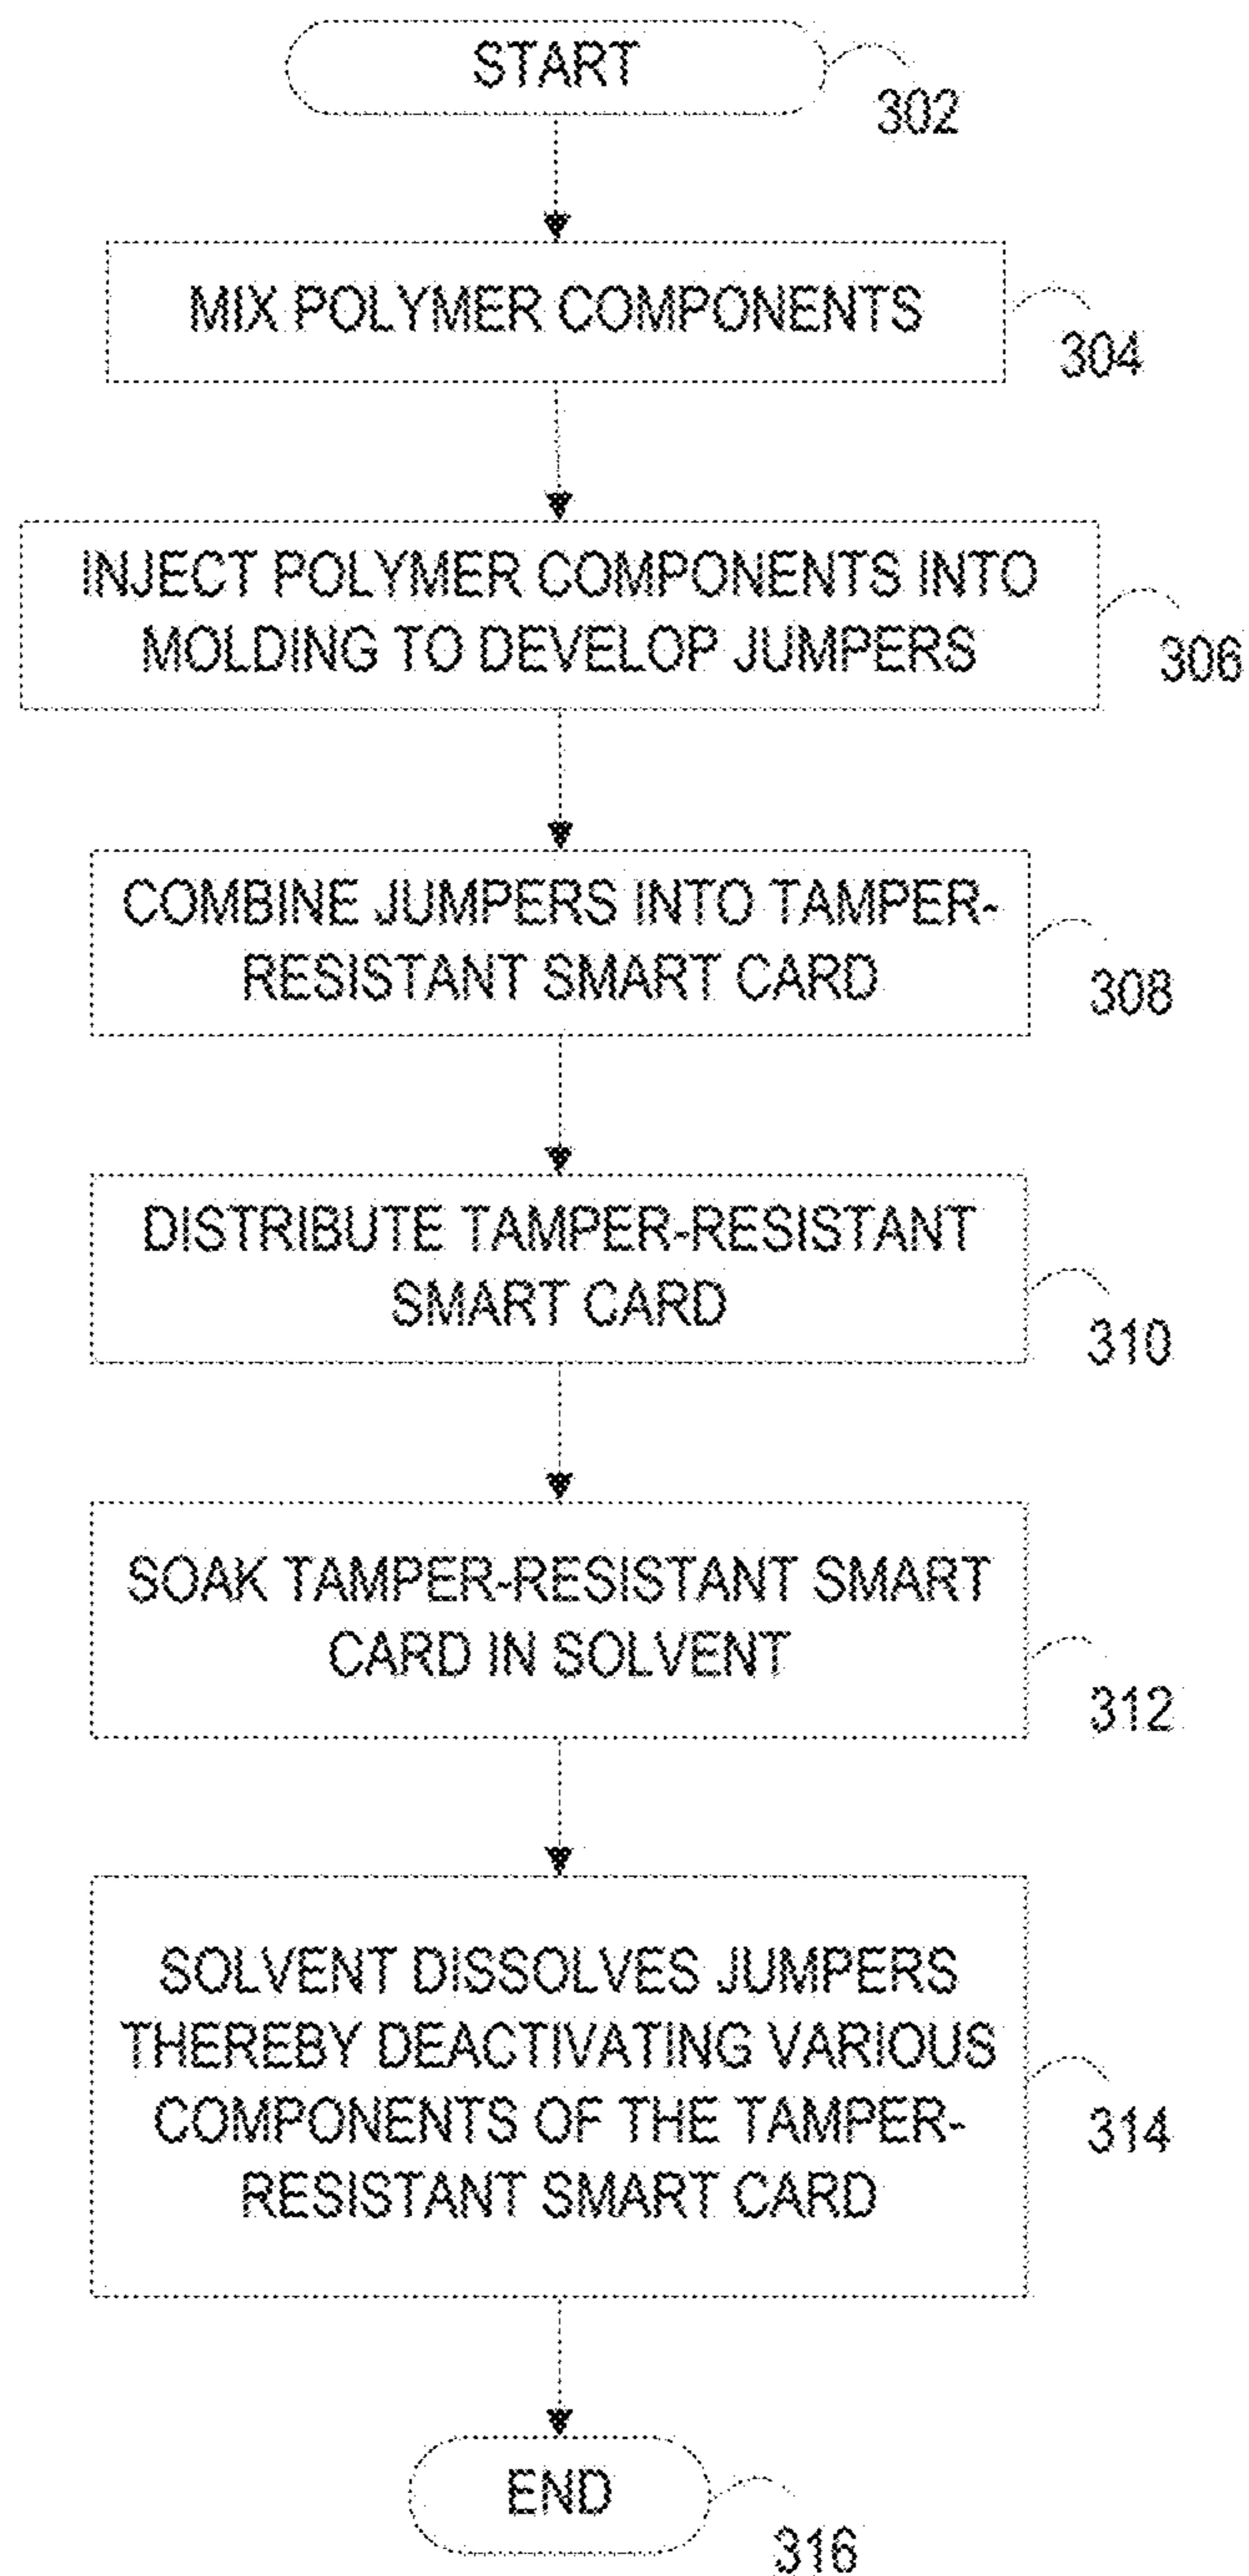 START
302
MIX POLYMER COMPONENTS
304
INJECT POLYMER COMPONENTS INTO
MOLDING TO DEVELOP JUMPERS
306
COMBINE JUMPERS INTO TAMPER-
RESISTANT SMART CARD
308
DISTRIBUTE TAMPER-RESISTANT
SMART CARD
310
SOAK TAMPER-RESISTANT SMART
CARD IN SOLVENT
312
SOLVENT DISSOLVES JUMPERS
THEREBY DEACTIVATING VARIOUS
COMPONENTS OF THE TAMPER-
RESISTANT SMART CARD
314
END
316